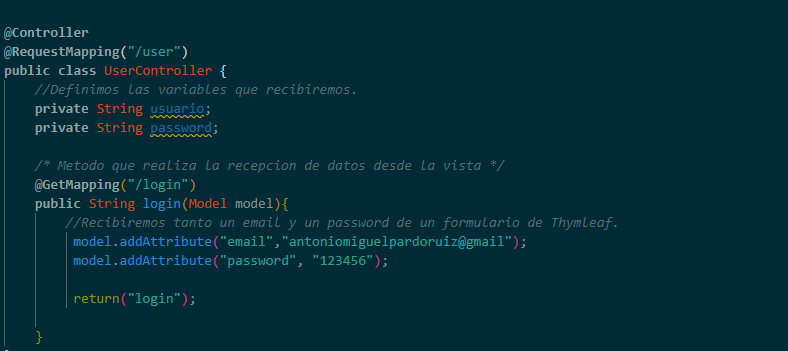 @Controller
@RequestMapping("/user")
public class UserController {
//Definimos las variables que recibiremos.
private String usuario;
private String password;
/* Metodo que realiza la recepcion de datos desde la vista */
@GetMapping("/login")
public String login(Model model){
//Recibiremos tanto un email y un password de un formulario de Thymleaf.
model.addAttribute("email","antoniomiguelpardoruiz@gmail");
model.addAttribute("password", "123456");
return("login");
}